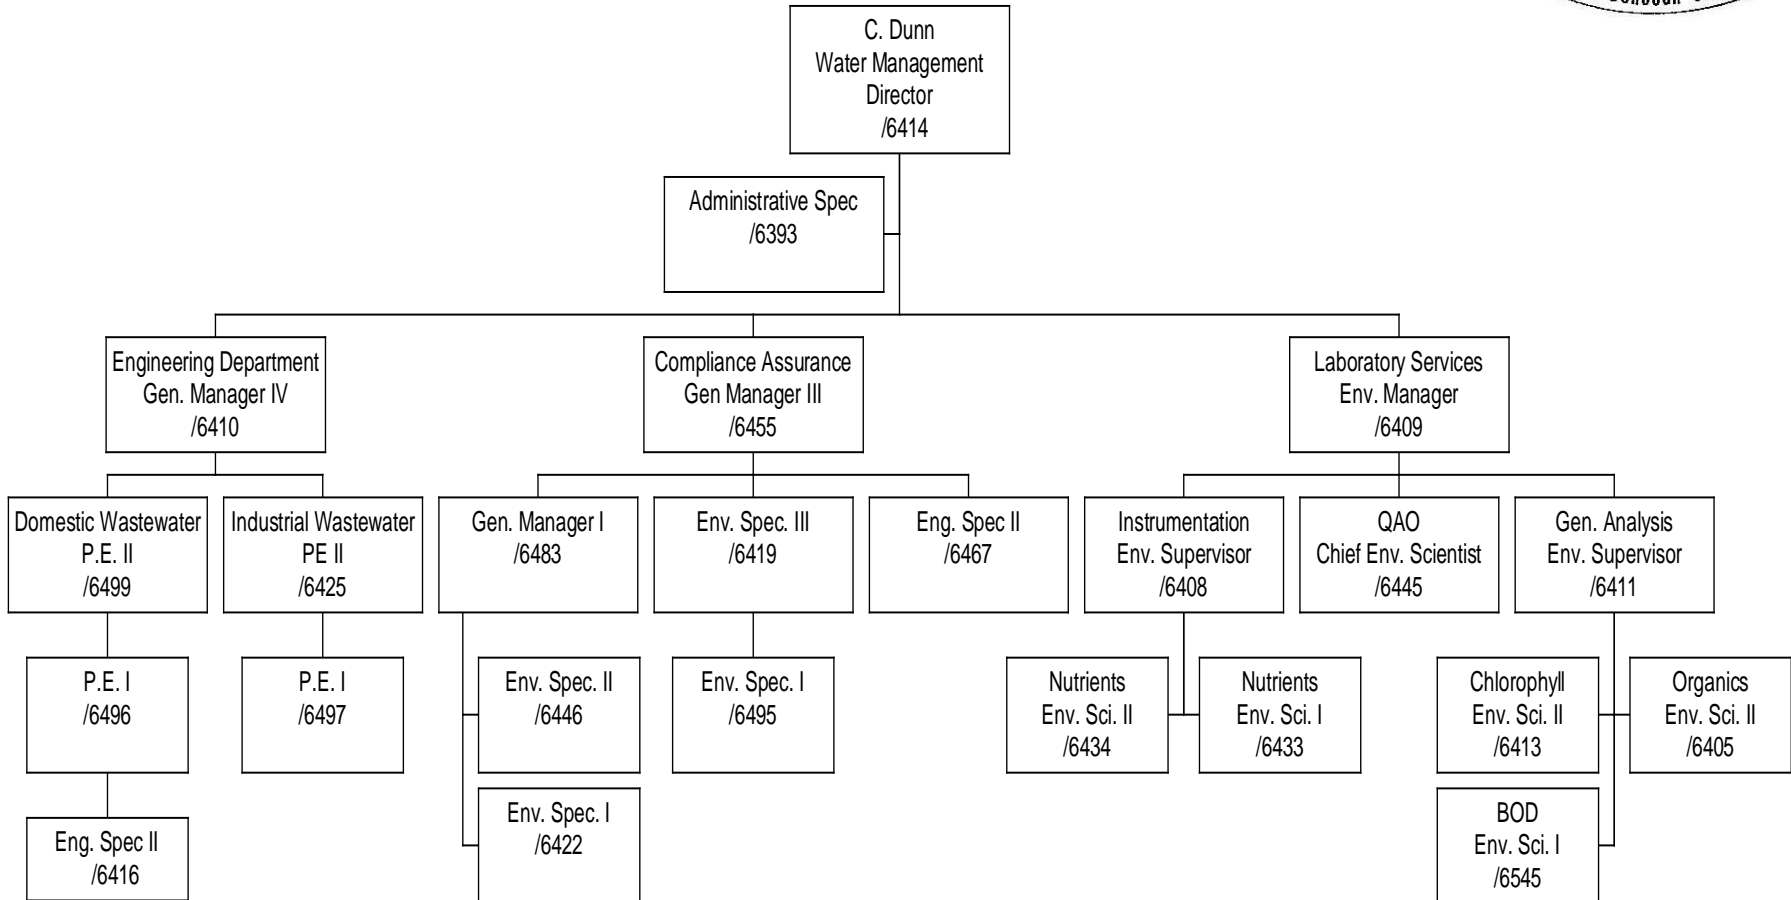 C. Dunn
Water Management
Director
/6414
Administrative Spec
/6393
Engineering Department
Gen. Manager IV
/6410
Compliance Assurance
Gen Manager III
/6455
Laboratory Services
Env. Manager
/6409
Domestic Wastewater
P.E. II
/6499
Industrial Wastewater
PE II
/6425
Gen. Manager I
/6483
Env. Spec. III
/6419
Eng. Spec II
/6467
Instrumentation
Env. Supervisor
/6408
QAO
Chief Env. Scientist
/6445
Gen. Analysis
Env. Supervisor
/6411
P.E. I
/6496
P.E. I
/6497
Env. Spec. II
/6446
Env. Spec. I
/6495
Nutrients
Env. Sci. II
/6434
Nutrients
Env. Sci. I
/6433
Chlorophyll
Env. Sci. II
/6413
Organics
Env. Sci. II
/6405
Eng. Spec II
/6416
Env. Spec. I
/6422
BOD
Env. Sci. I
/6545